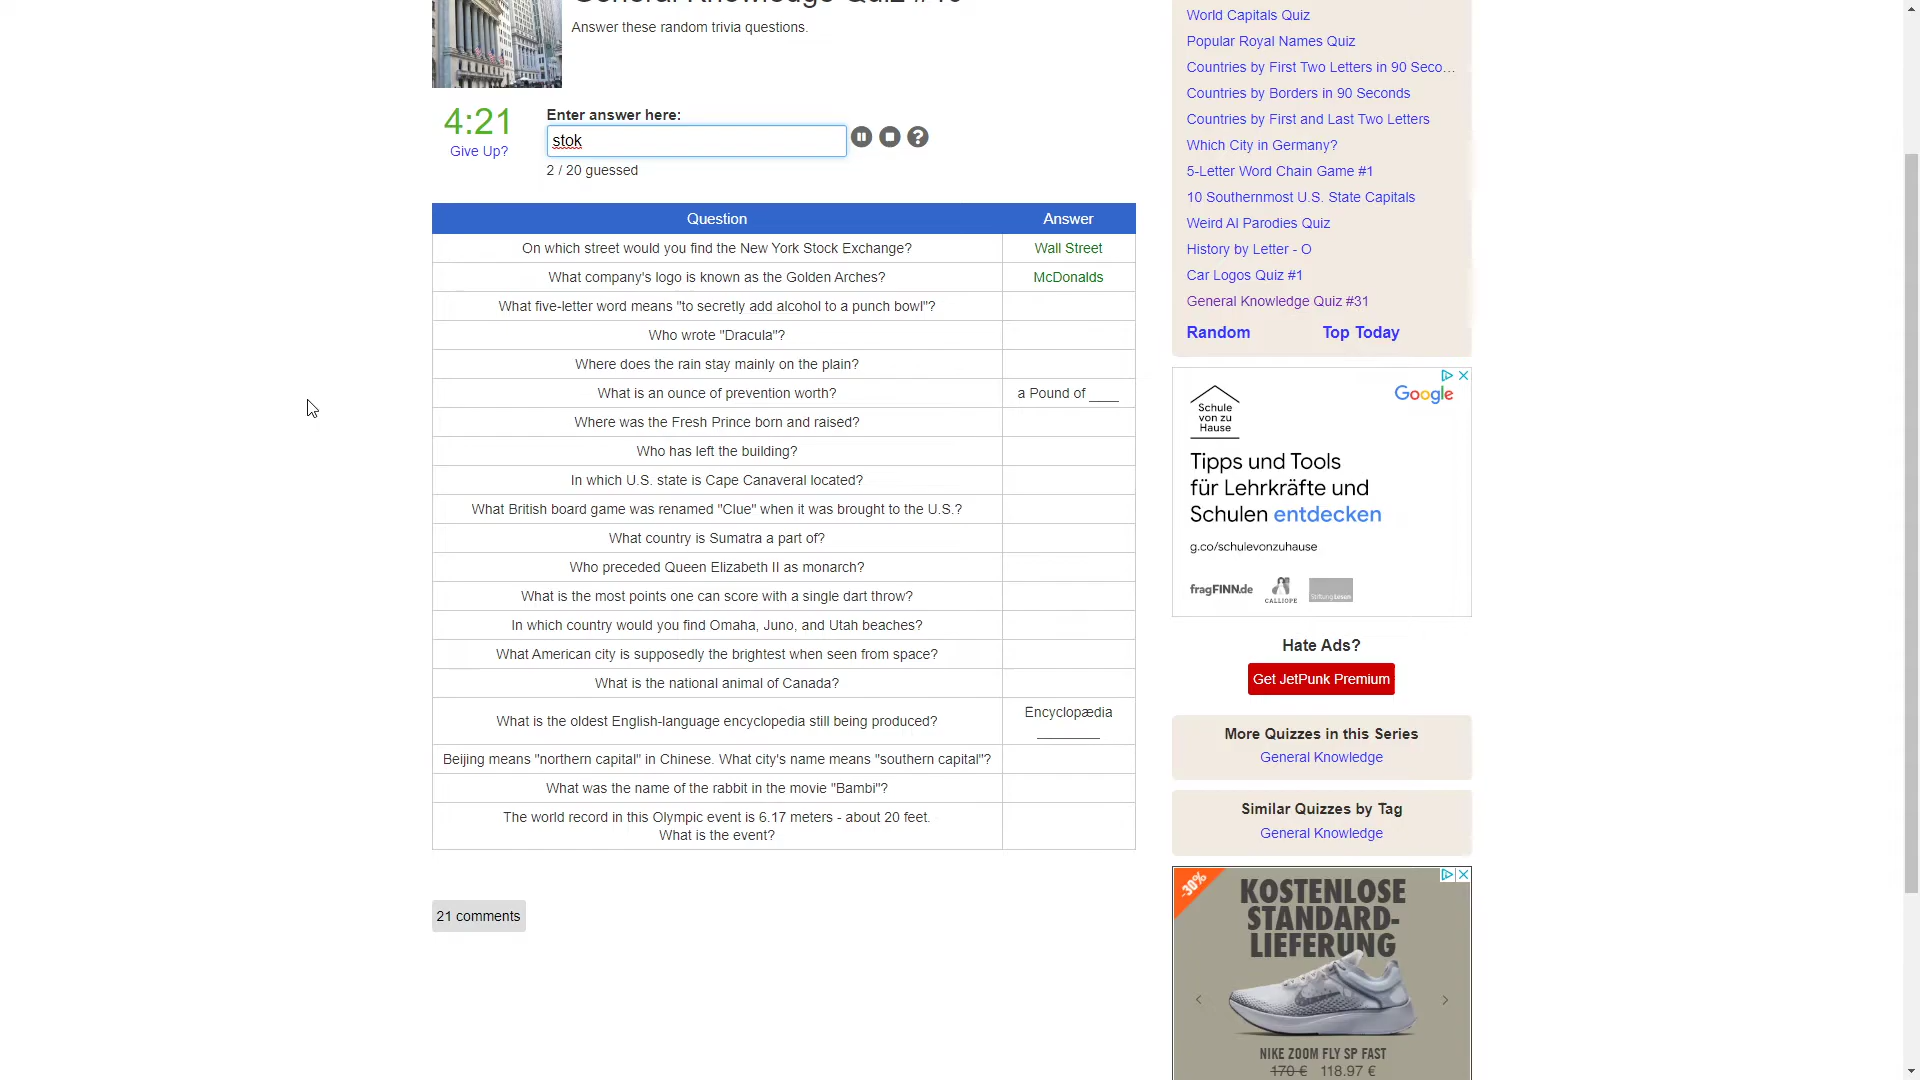 Answer these random trivia questions.
4:21
Give Up?
Enter answer here:
stok
2 / 20 guessed
Question Answer
On which street would you find the New York Stock Exchange? Wall Street
What company's logo is known as the Golden Arches? McDonalds
What five-letter word means "to secretly add alcohol to a punch bowl"?
Who wrote "Dracula"?
Where does the rain stay mainly on the plain?
What is an ounce of prevention worth? a Pound of ____
Where was the Fresh Prince born and raised?
Who has left the building?
In which U.S. state is Cape Canaveral located?
What British board game was renamed "Clue" when it was brought to the U.S.?
What country is Sumatra a part of?
Who preceded Queen Elizabeth II as monarch?
What is the most points one can score with a single dart throw?
In which country would you find Omaha, Juno, and Utah beaches?
What American city is supposedly the brightest when seen from space?
What is the national animal of Canada?
What is the oldest English-language encyclopedia still being produced? Encyclopædia ________
Beijing means "northern capital" in Chinese. What city's name means "southern capital"?
What was the name of the rabbit in the movie "Bambi"?
The world record in this Olympic event is 6.17 meters - about 20 feet.
What is the event?
21 comments
World Capitals Quiz
Popular Royal Names Quiz
Countries by First Two Letters in 90 Seco...
Countries by Borders in 90 Seconds
Countries by First and Last Two Letters
Which City in Germany?
5-Letter Word Chain Game #1
10 Southernmost U.S. State Capitals
Weird Al Parodies Quiz
History by Letter - O
Car Logos Quiz #1
General Knowledge Quiz #31
Random Top Today
Schule
von zu
Hause
Google
Tipps und Tools
für Lehrkräfte und
Schulen entdecken
g.co/schulevonzuhause
fragFINN.de
CALLIOPE
Stiftung Lesen
Hate Ads?
Get JetPunk Premium
More Quizzes in this Series
General Knowledge
Similar Quizzes by Tag
General Knowledge
-30%
KOSTENLOSE
STANDARD-
LIEFERUNG
NIKE ZOOM FLY SP FAST
170 € 118.97 €